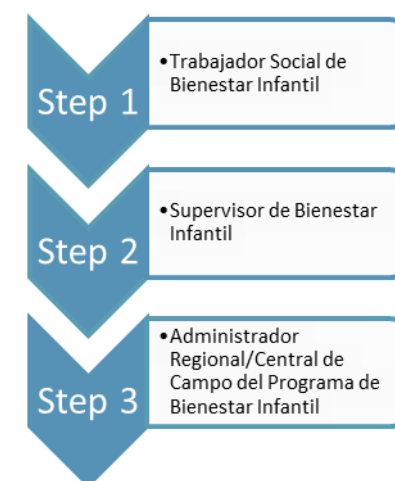 Step 1
•Trabajador Social de
Bienestar Infantil
Step 2
•Supervisor de Bienestar
Infantil
Step 3
•Administrador
Regional/Central de
Campo del Programa de
Bienestar Infantil